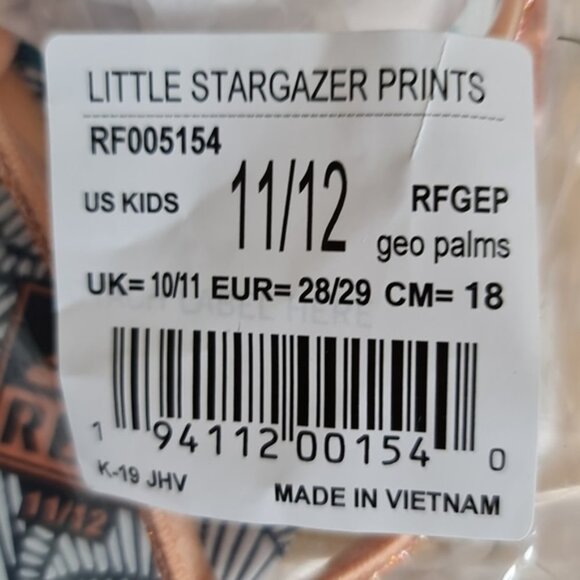 LITTLE STARGAZER PRINTS
RF005154
US KIDS 11/12 RFGEP
geo palms
UK= 10/11 EUR= 28/29 CM= 18
HERE
1 94112 00154 0
K-19 JHV
MADE IN VIETNAM
11/12